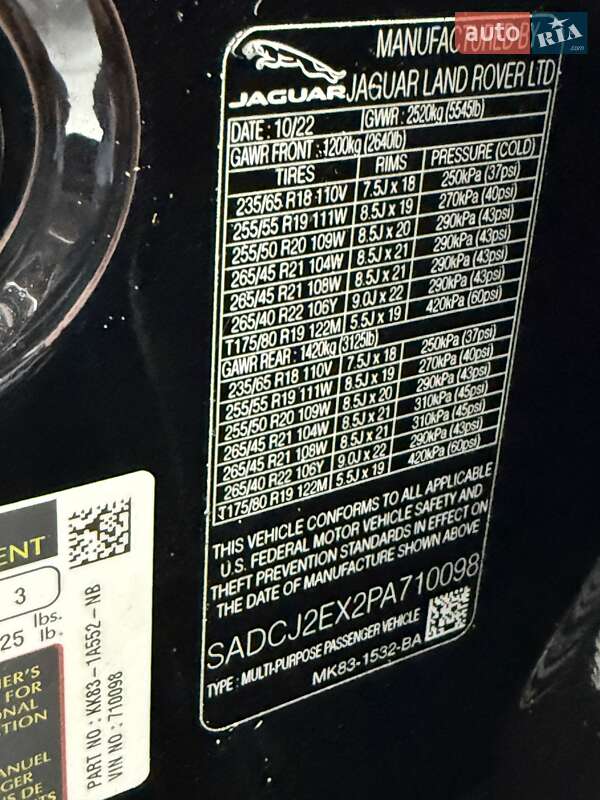 auto RIA .com
MANUFACTURED BY
JAGUAR JAGUAR LAND ROVER LTD
DATE : 10/22 GVWR : 2520kg (5545lb)
GAWR FRONT : 1200kg (2640lb)
TIRES RIMS PRESSURE (COLD)
235/65 R18 110V 7.5J x 18 250kPa (37psi)
255/55 R19 111W 8.5J x 19 270kPa (40psi)
255/50 R20 109W 8.5J x 20 290kPa (43psi)
265/45 R21 104W 8.5J x 21 290kPa (43psi)
265/45 R21 108W 8.5J x 21 290kPa (43psi)
265/40 R22 106Y 9.0J x 22 290kPa (43psi)
T175/80 R19 122M 5.5J x 19 420kPa (60psi)
GAWR REAR : 1420kg (3125lb)
235/65 R18 110V 7.5J x 18 250kPa (37psi)
255/55 R19 111W 8.5J x 19 270kPa (40psi)
255/50 R20 109W 8.5J x 20 290kPa (43psi)
265/45 R21 104W 8.5J x 21 310kPa (45psi)
265/45 R21 108W 8.5J x 21 310kPa (45psi)
265/40 R22 106Y 9.0J x 22 290kPa (43psi)
T175/80 R19 122M 5.5J x 19 420kPa (60psi)
THIS VEHICLE CONFORMS TO ALL APPLICABLE
U.S. FEDERAL MOTOR VEHICLE SAFETY AND
THEFT PREVENTION STANDARDS IN EFFECT ON
THE DATE OF MANUFACTURE SHOWN ABOVE
SADCJ2EX2PA710098
TYPE : MULTI-PURPOSE PASSENGER VEHICLE
MK83-1532-BA
3
lbs.
25 lb.
FOR
PART NO : KK83-1A552-NB
VIN NO : 710098
DE